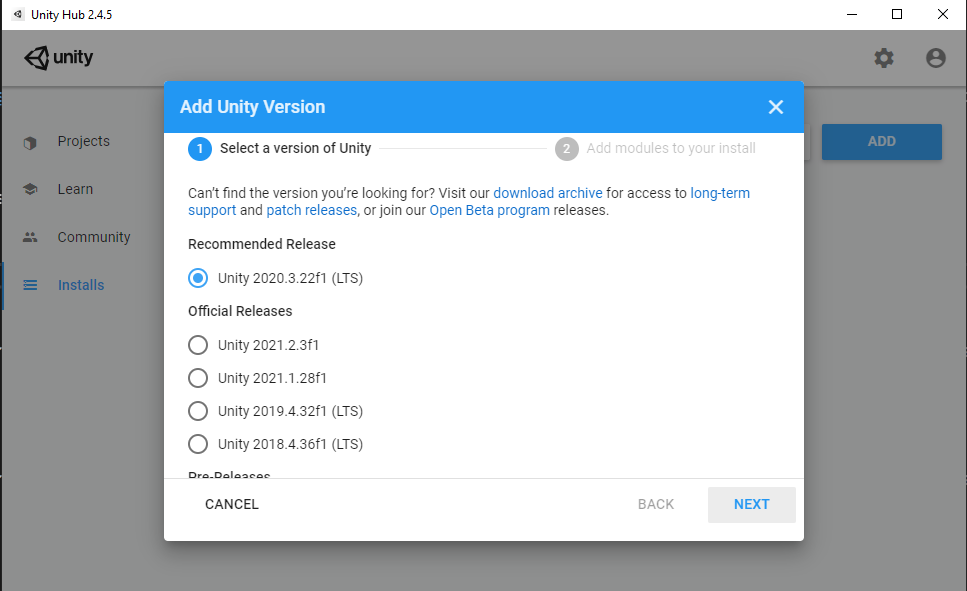 Unity Hub 2.4.5
unity
Projects
Learn
Community
Installs
ADD
Add Unity Version
1 Select a version of Unity
2 Add modules to your install
Can't find the version you're looking for? Visit our download archive for access to long-term
support and patch releases, or join our Open Beta program releases.
Recommended Release
Unity 2020.3.22f1 (LTS)
Official Releases
Unity 2021.2.3f1
Unity 2021.1.28f1
Unity 2019.4.32f1 (LTS)
Unity 2018.4.36f1 (LTS)
Pre-Releases
CANCEL
BACK
NEXT